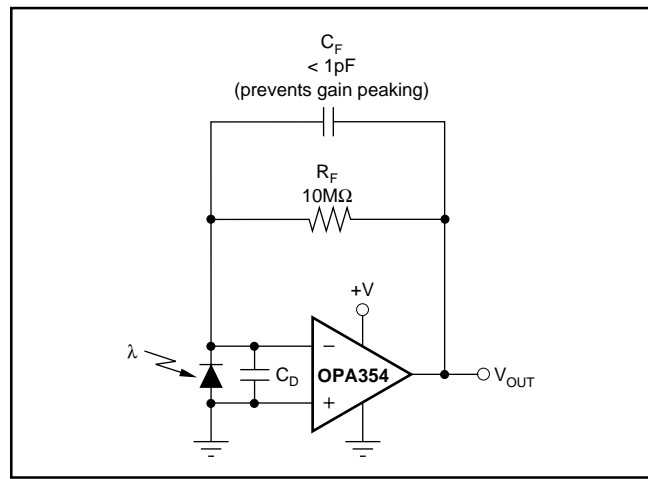 C_F
< 1pF
(prevents gain peaking)
R_F
10MΩ
+V
λ
−
OPA354
C_D
+
V_OUT